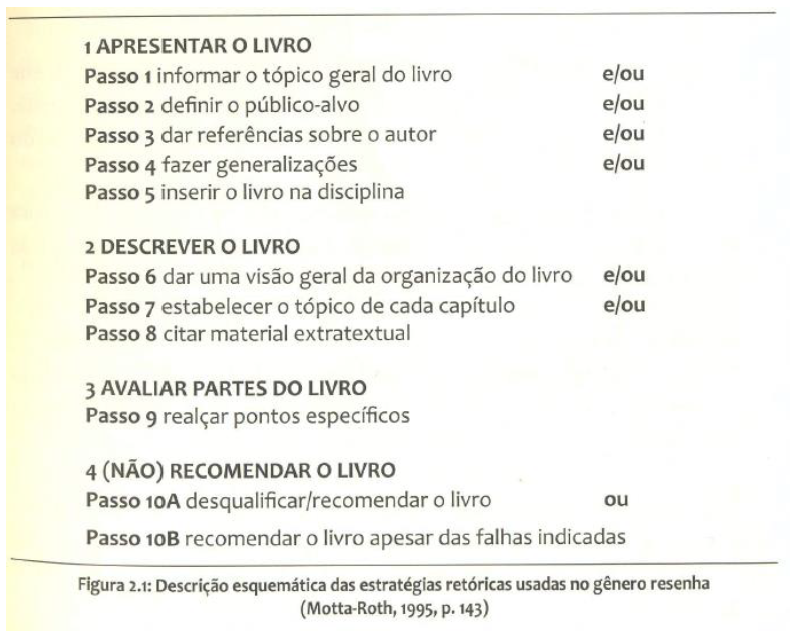 1 APRESENTAR O LIVRO
Passo 1 informar o tópico geral do livro e/ou
Passo 2 definir o público-alvo e/ou
Passo 3 dar referências sobre o autor e/ou
Passo 4 fazer generalizações e/ou
Passo 5 inserir o livro na disciplina
2 DESCREVER O LIVRO
Passo 6 dar uma visão geral da organização do livro e/ou
Passo 7 estabelecer o tópico de cada capítulo e/ou
Passo 8 citar material extratextual
3 AVALIAR PARTES DO LIVRO
Passo 9 realçar pontos específicos
4 (NÃO) RECOMENDAR O LIVRO
Passo 10A desqualificar/recomendar o livro ou
Passo 10B recomendar o livro apesar das falhas indicadas
Figura 2.1: Descrição esquemática das estratégias retóricas usadas no gênero resenha
(Motta-Roth, 1995, p. 143)